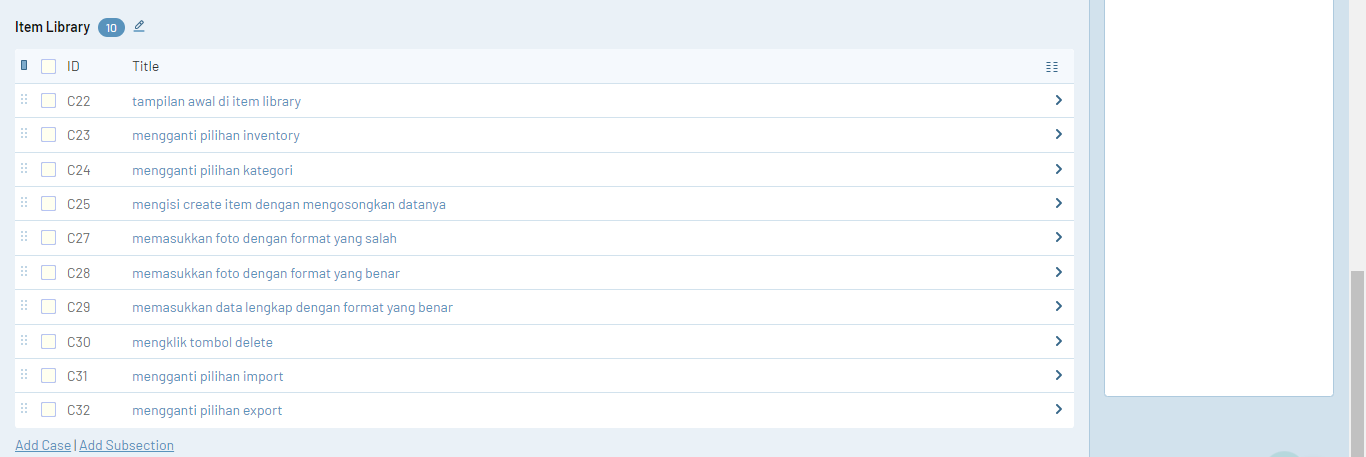 Item Library 10
ID Title
C22 tampilan awal di item library
C23 mengganti pilihan inventory
C24 mengganti pilihan kategori
C25 mengisi create item dengan mengosongkan datanya
C27 memasukkan foto dengan format yang salah
C28 memasukkan foto dengan format yang benar
C29 memasukkan data lengkap dengan format yang benar
C30 mengklik tombol delete
C31 mengganti pilihan import
C32 mengganti pilihan export
Add Case | Add Subsection